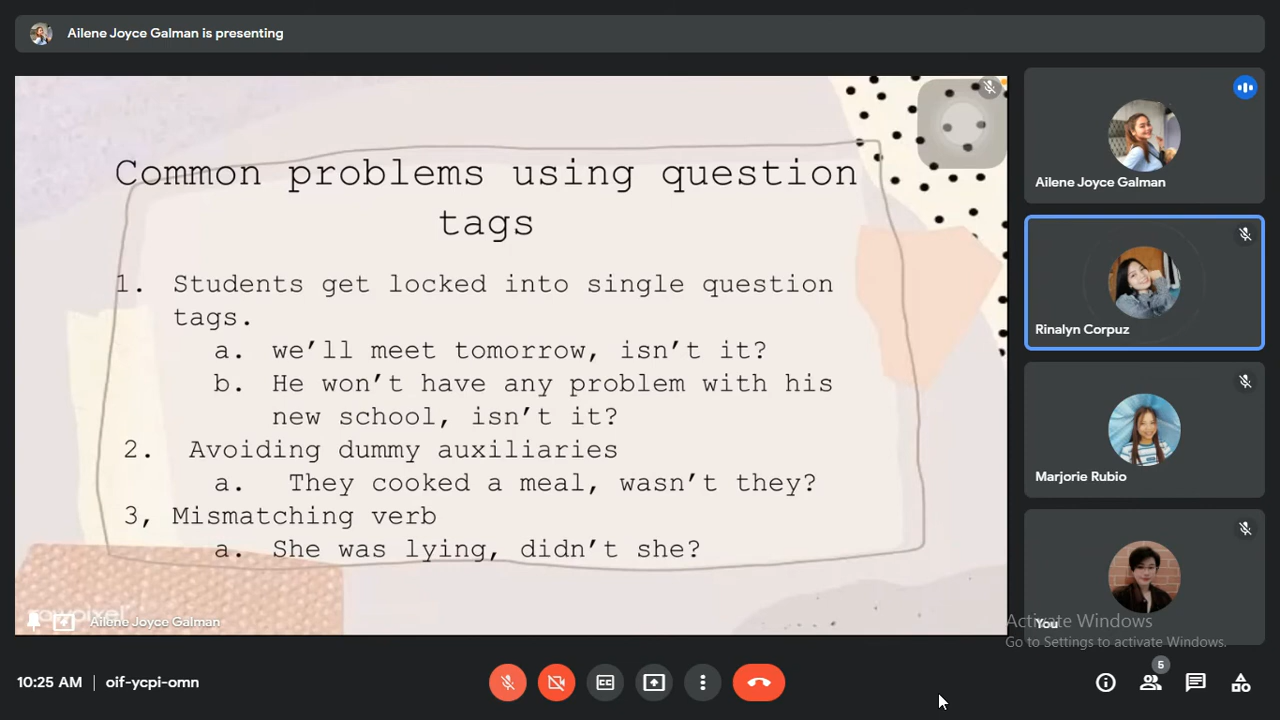 Ailene Joyce Galman is presenting
Common problems using question
tags
1. Students get locked into single question
tags.
a. we’ll meet tomorrow, isn’t it?
b. He won’t have any problem with his
new school, isn’t it?
2. Avoiding dummy auxiliaries
a. They cooked a meal, wasn’t they?
3, Mismatching verb
a. She was lying, didn’t she?
rawpixel
Ailene Joyce Galman
Ailene Joyce Galman
Rinalyn Corpuz
Marjorie Rubio
You
Activate Windows
Go to Settings to activate Windows.
10:25 AM | oif-ycpi-omn
CC
5